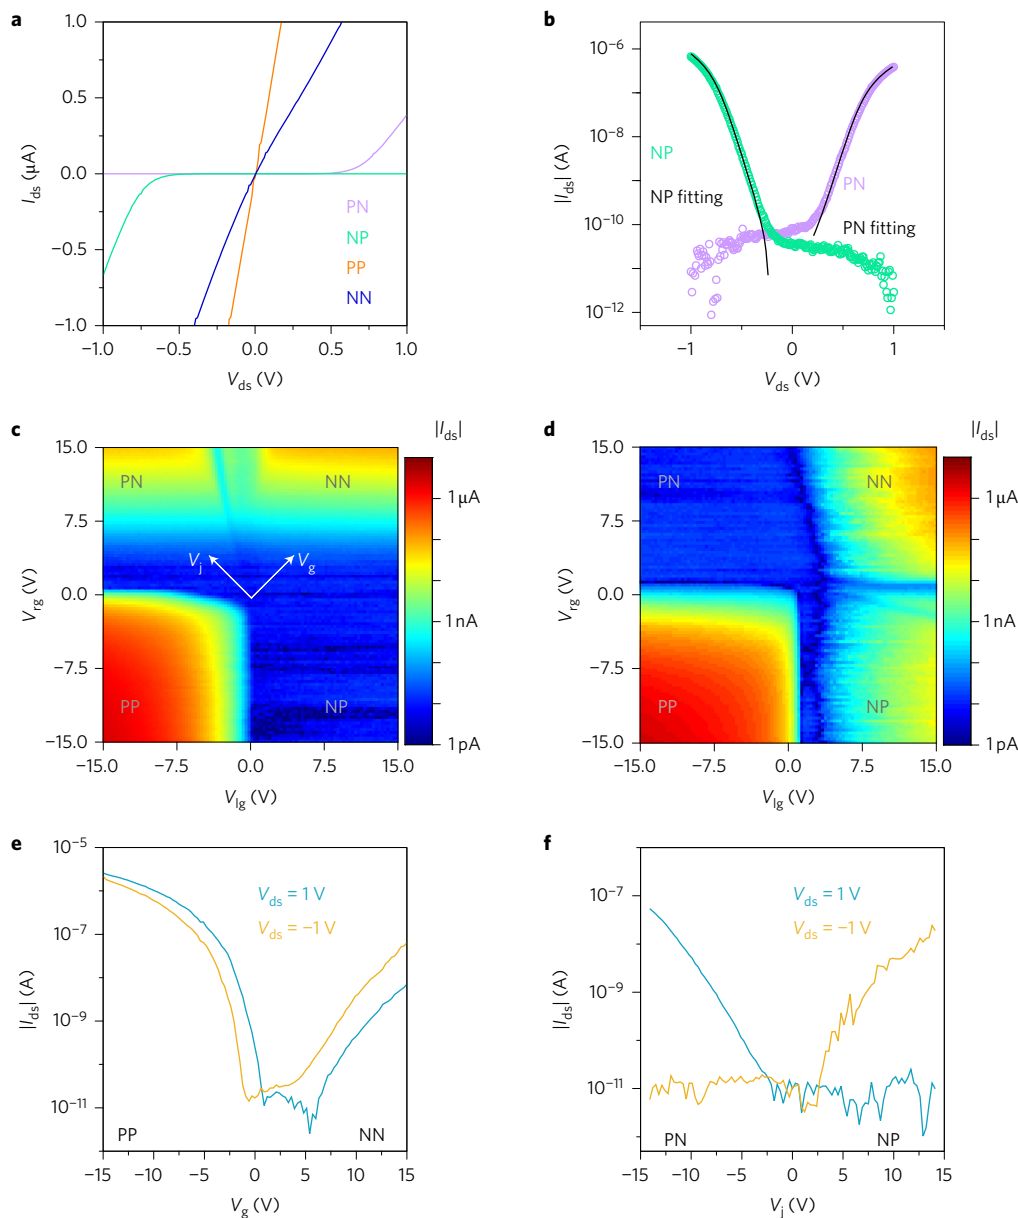 a
1.0
0.5
0.0
−0.5
−1.0
I_ds (µA)
−1.0 −0.5 0.0 0.5 1.0
V_ds (V)
PN
NP
PP
NN
b
10⁻⁶
10⁻⁸
10⁻¹⁰
10⁻¹²
|I_ds| (A)
−1 0 1
V_ds (V)
NP
NP fitting
PN
PN fitting
c
|I_ds|
15.0
7.5
0.0
−7.5
−15.0
V_rg (V)
−15.0 −7.5 0.0 7.5 15.0
V_lg (V)
PN
NN
V_j
V_g
PP
NP
1 µA
1 nA
1 pA
d
|I_ds|
15.0
7.5
0.0
−7.5
−15.0
V_rg (V)
−15.0 −7.5 0.0 7.5 15.0
V_lg (V)
PN
NN
PP
NP
1 µA
1 nA
1 pA
e
10⁻⁵
10⁻⁷
10⁻⁹
10⁻¹¹
|I_ds| (A)
V_ds = 1 V
V_ds = −1 V
PP
NN
−15 −10 −5 0 5 10 15
V_g (V)
f
10⁻⁷
10⁻⁹
10⁻¹¹
|I_ds| (A)
V_ds = 1 V
V_ds = −1 V
PN
NP
−15 −10 −5 0 5 10 15
V_j (V)